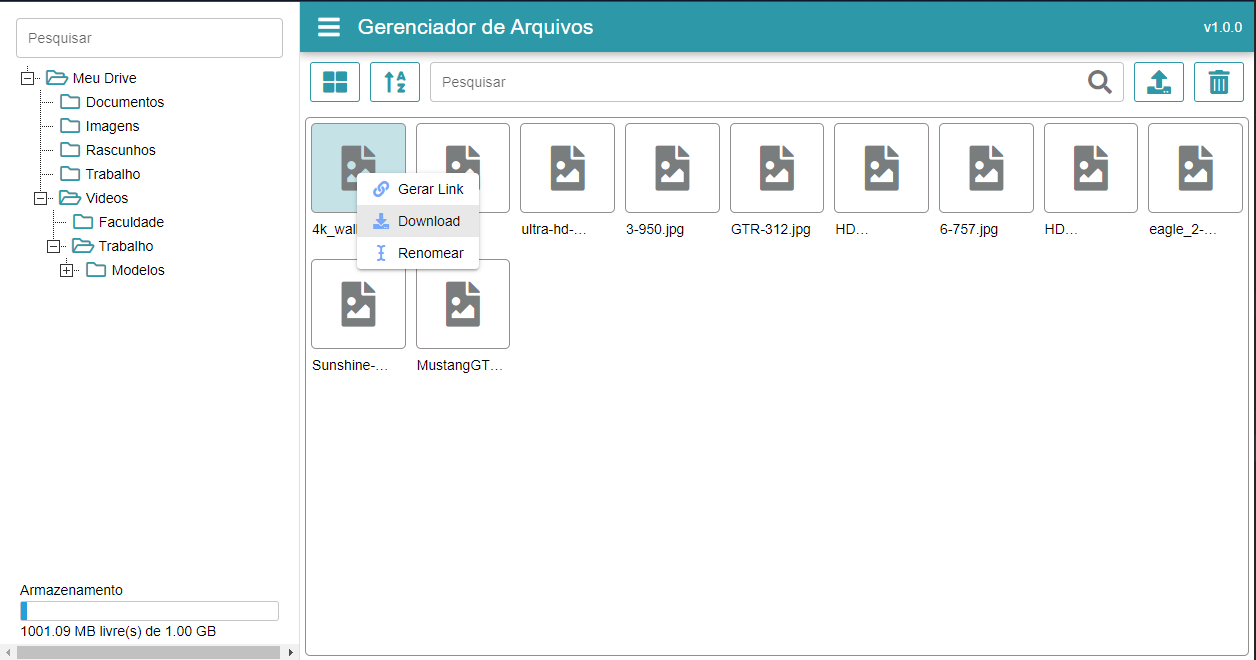 Pesquisar
Meu Drive
Documentos
Imagens
Rascunhos
Trabalho
Videos
Faculdade
Trabalho
Modelos
Armazenamento
1001.09 MB livre(s) de 1.00 GB
Gerenciador de Arquivos
v1.0.0
A
Z
Pesquisar
Gerar Link
Download
Renomear
4k_wal
ultra-hd-...
3-950.jpg
GTR-312.jpg
HD...
6-757.jpg
HD...
eagle_2-...
Sunshine-...
MustangGT...